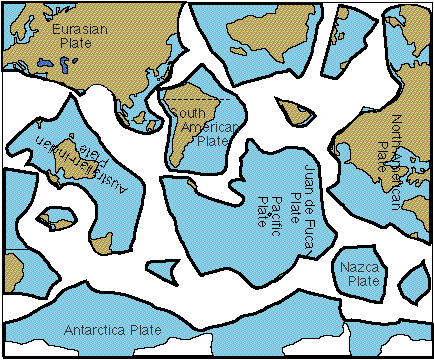 Eurasian
Plate
South
American
Plate
Australian-Indian
plate
North American
Plate
Juan de Fuca
Plate
Pacific
Plate
Nazca
Plate
Antarctica Plate